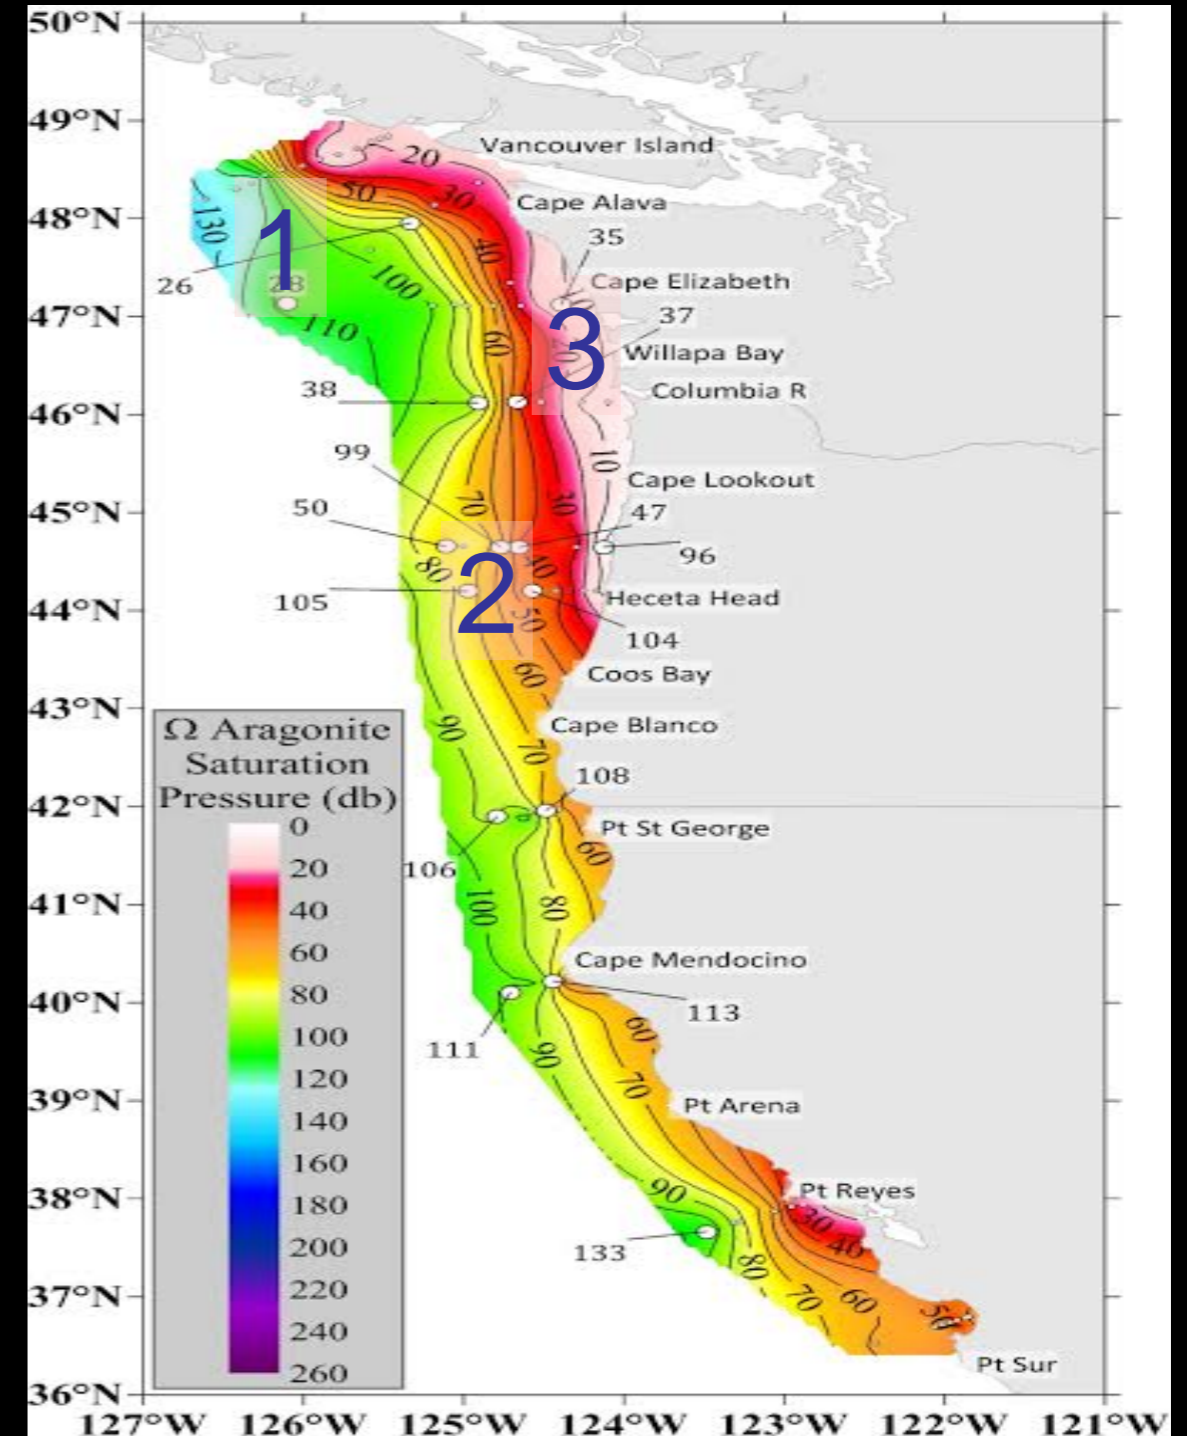 50°N
49°N
48°N
47°N
46°N
45°N
44°N
43°N
42°N
41°N
40°N
39°N
38°N
37°N
36°N
127°W 126°W 125°W 124°W 123°W 122°W 121°W
Vancouver Island
Cape Alava
35
Cape Elizabeth
37
Willapa Bay
Columbia R
Cape Lookout
47
96
Heceta Head
104
Coos Bay
Cape Blanco
108
Pt St George
Cape Mendocino
113
Pt Arena
Pt Reyes
Pt Sur
26
28
38
99
50
105
106
111
133
1
2
3
20
50
30
130
40
100
110
60
10
70
30
80
40
50
60
90
70
60
100
80
60
90
70
90
30
40
80
70
60
50
Ω Aragonite
Saturation
Pressure (db)
0
20
40
60
80
100
120
140
160
180
200
220
240
260